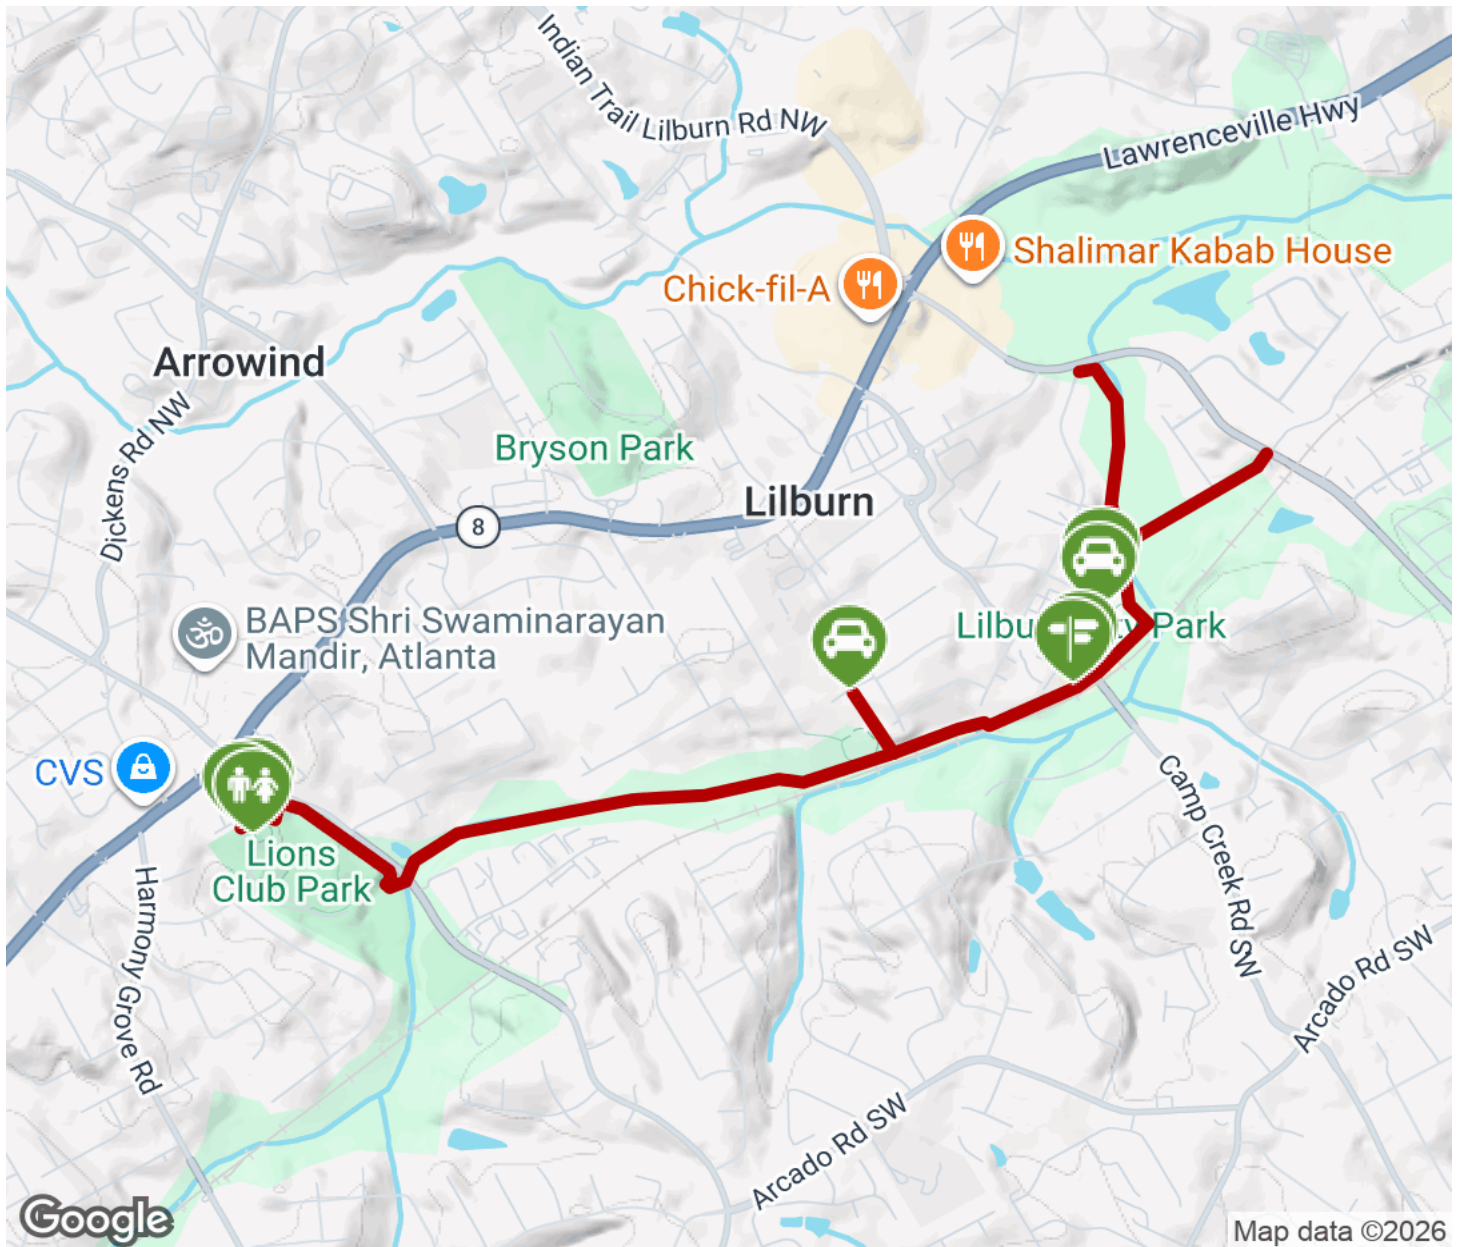 Indian Trail Lilburn Rd NW
Lawrenceville Hwy
Shalimar Kabab House
Chick-fil-A
Arrowind
Dickens Rd NW
Bryson Park
Lilburn
8
BAPS Shri Swaminarayan
Mandir, Atlanta
Lilbu
y Park
CVS
Lions
Club Park
Harmony Grove Rd
Camp Creek Rd SW
Arcado Rd SW
Arcado Rd SW
Google
Map data ©2026